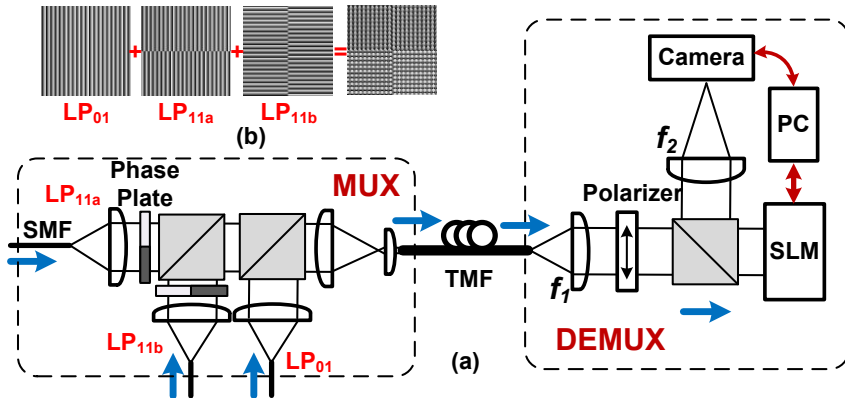 + + =
LP01 LP11a LP11b
(b)
Camera
PC
f2
Polarizer
SLM
f1
DEMUX
LP11a
Phase
Plate
MUX
SMF
TMF
LP11b
LP01
(a)